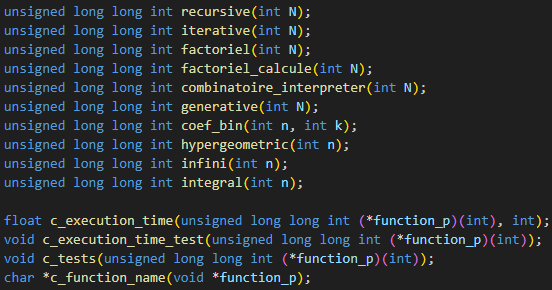 unsigned long long int recursive(int N);
unsigned long long int iterative(int N);
unsigned long long int factoriel(int N);
unsigned long long int factoriel_calcule(int N);
unsigned long long int combinatoire_interpreter(int N);
unsigned long long int generative(int N);
unsigned long long int coef_bin(int n, int k);
unsigned long long int hypergeometric(int n);
unsigned long long int infini(int n);
unsigned long long int integral(int n);
float c_execution_time(unsigned long long int (*function_p)(int), int);
void c_execution_time_test(unsigned long long int (*function_p)(int));
void c_tests(unsigned long long int (*function_p)(int));
char *c_function_name(void *function_p);